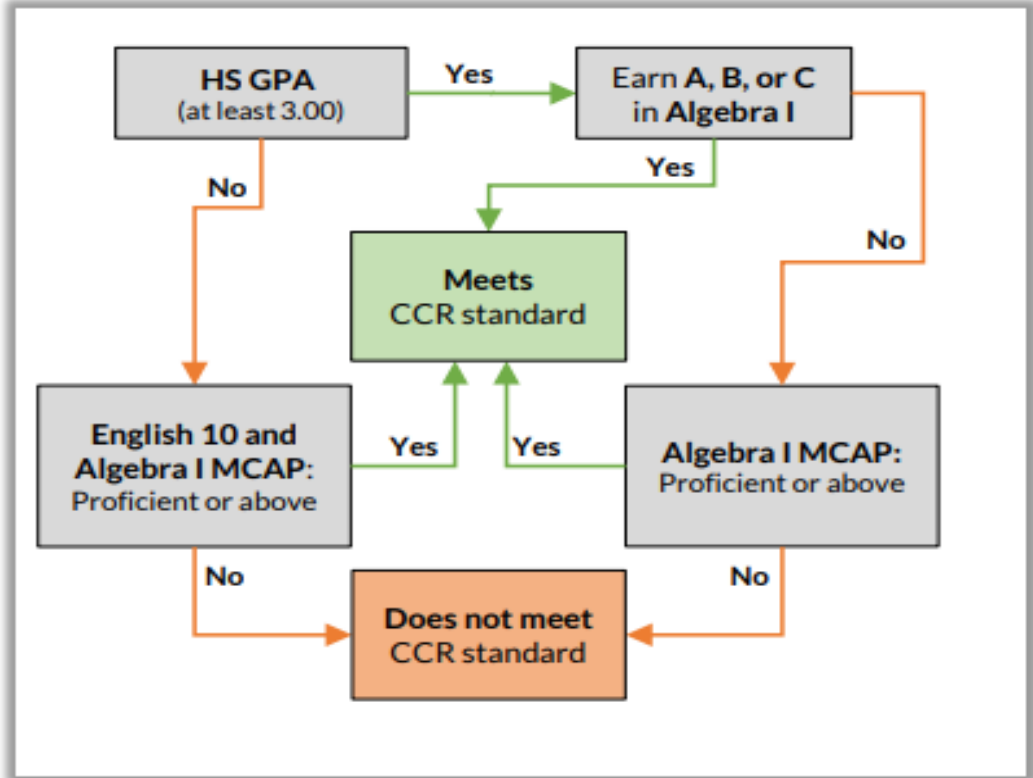 HS GPA
(at least 3.00)
Yes
Earn A, B, or C
in Algebra I
No
Yes
No
Meets
CCR standard
English 10 and
Algebra I MCAP:
Proficient or above
Yes
Yes
Algebra I MCAP:
Proficient or above
No
No
Does not meet
CCR standard